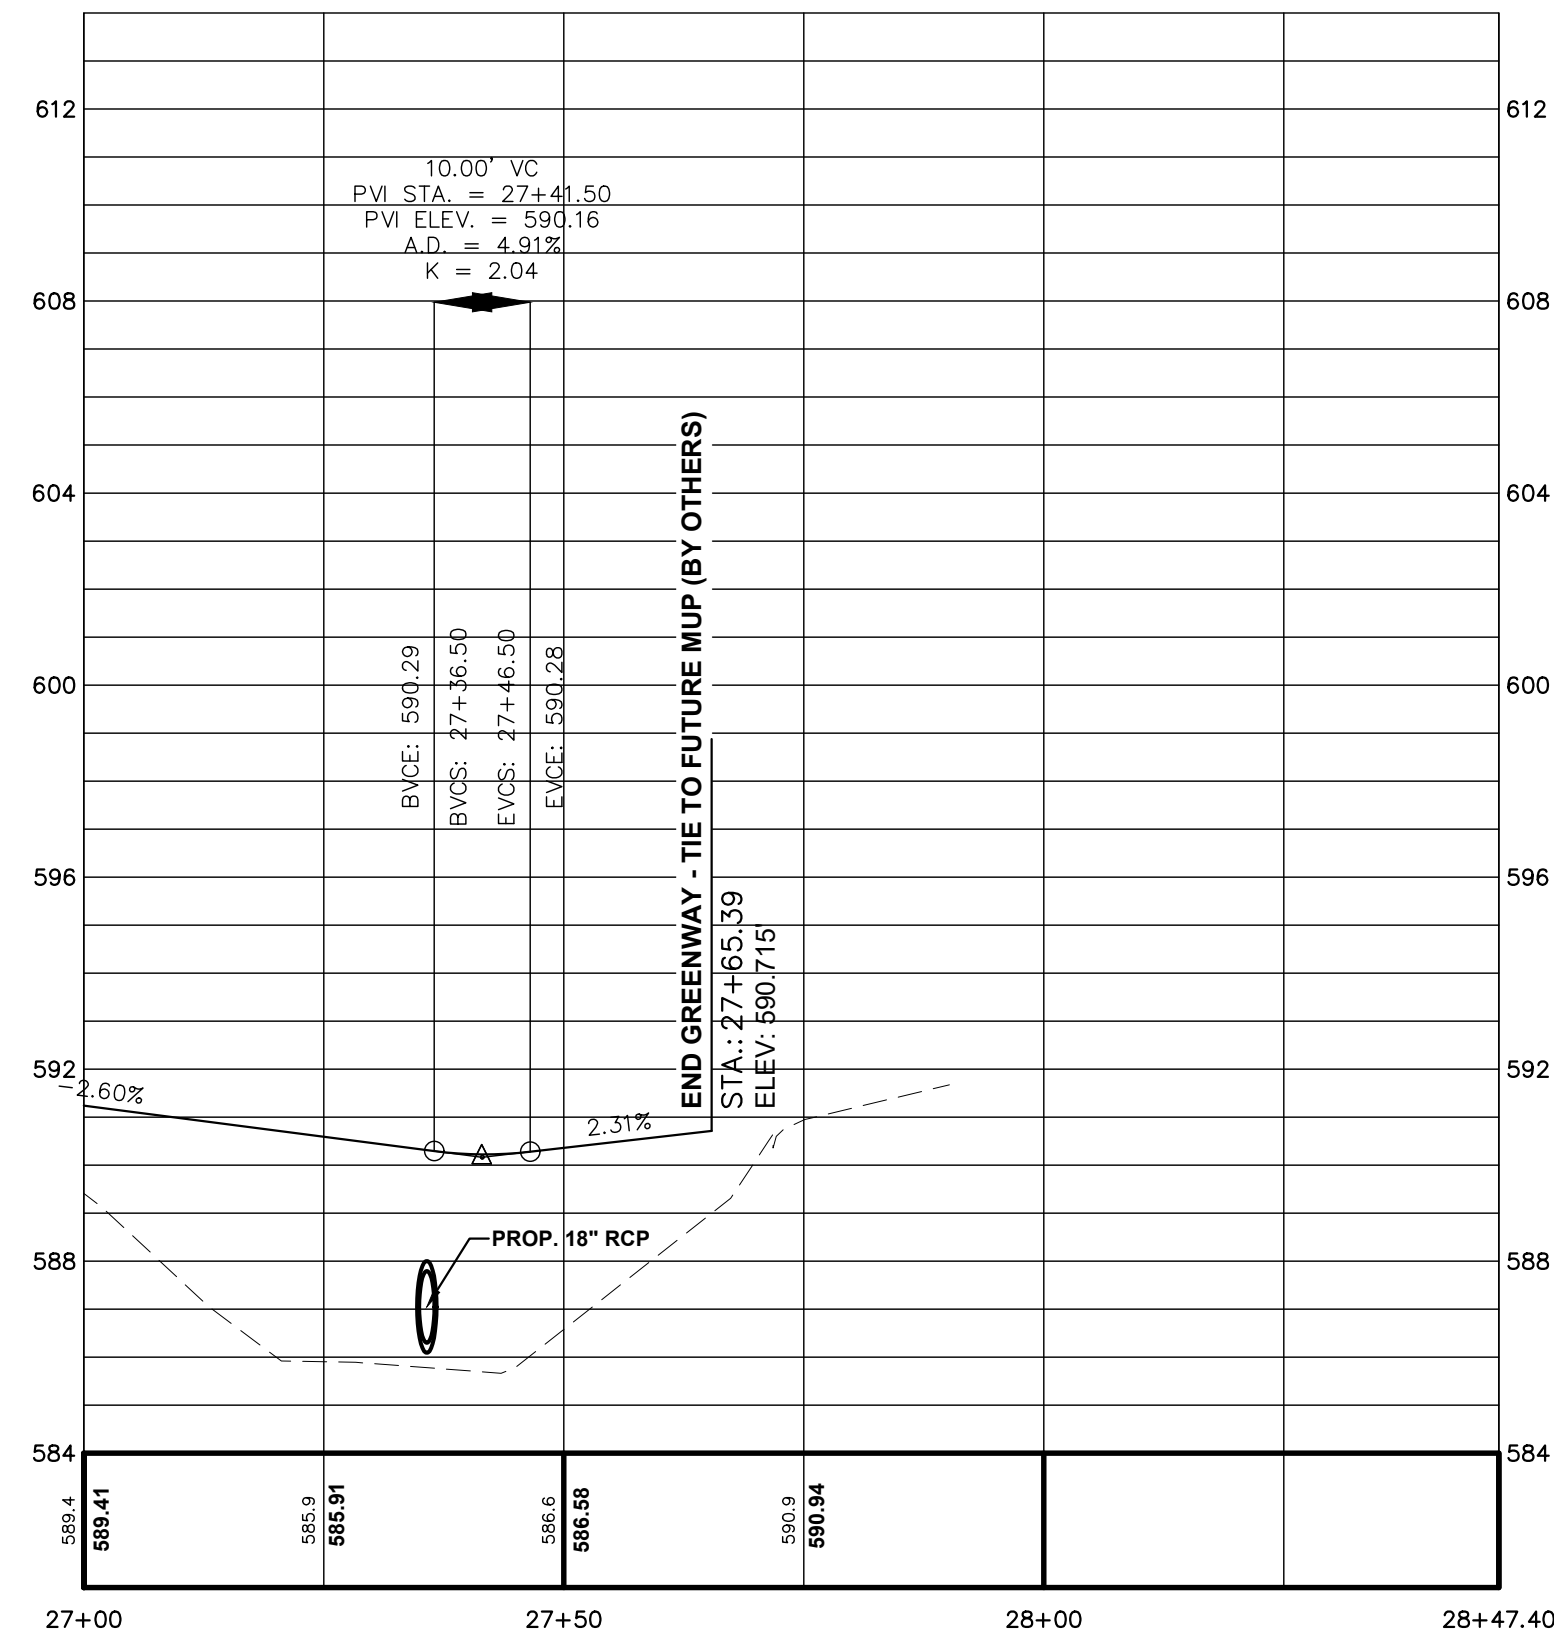 612
612
10.00' VC
PVI STA. = 27+41.50
PVI ELEV. = 590.16
A.D. = 4.91%
K = 2.04
608
608
604
604
600
600
BVCE: 590.29
BVCS: 27+36.50
EVCS: 27+46.50
EVCE: 590.28
END GREENWAY - TIE TO FUTURE MUP (BY OTHERS)
STA.: 27+65.39
ELEV: 590.715'
596
596
592
592
-2.60%
2.31%
PROP. 18" RCP
588
588
584
584
589.4
589.41
585.9
585.91
586.6
586.58
590.9
590.94
27+00
27+50
28+00
28+47.40